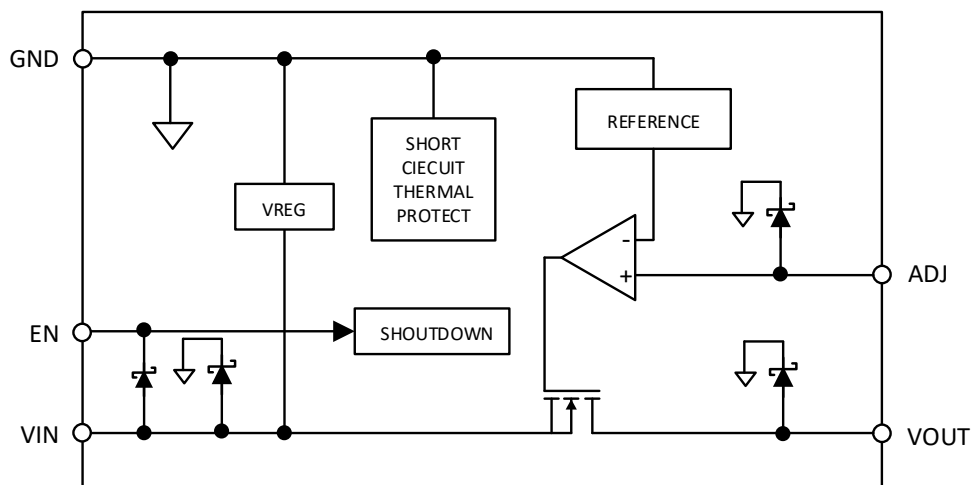 GND
REFERENCE
SHORT
CIECUIT
THERMAL
PROTECT
VREG
-
+
ADJ
EN
SHOUTDOWN
VIN
VOUT